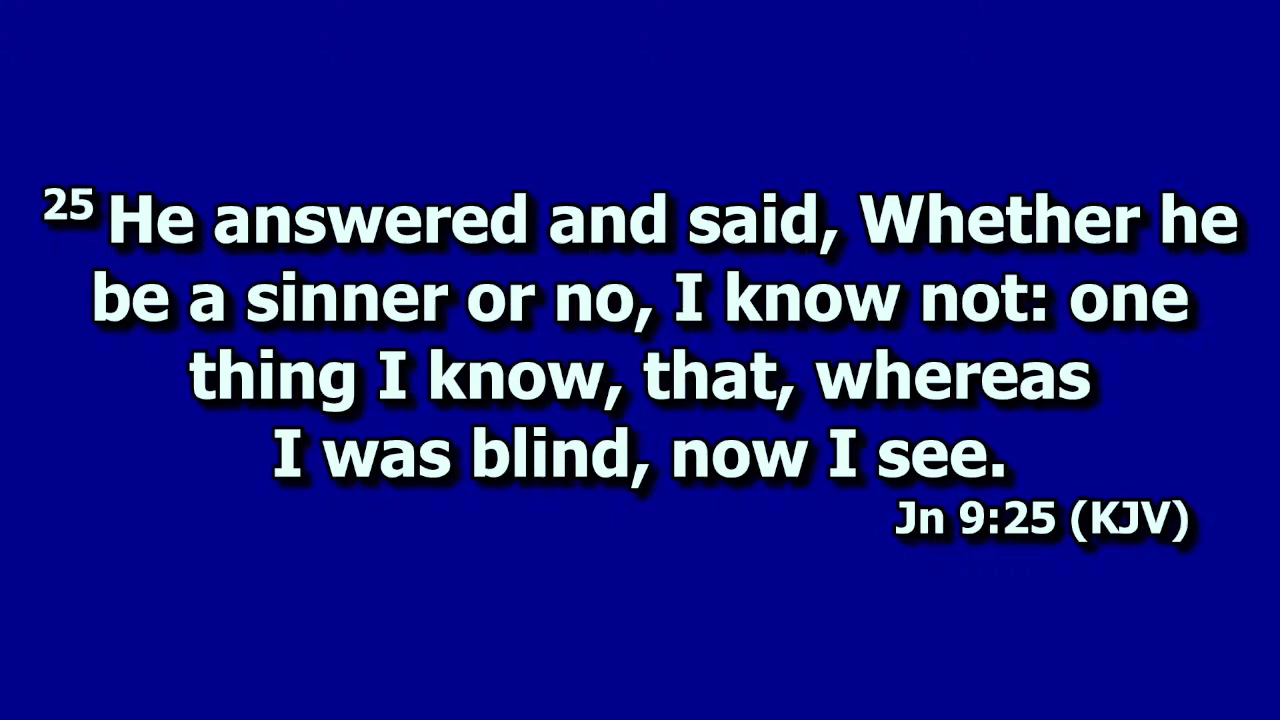 25 He answered and said, Whether he
be a sinner or no, I know not: one
thing I know, that, whereas
I was blind, now I see.
Jn 9:25 (KJV)